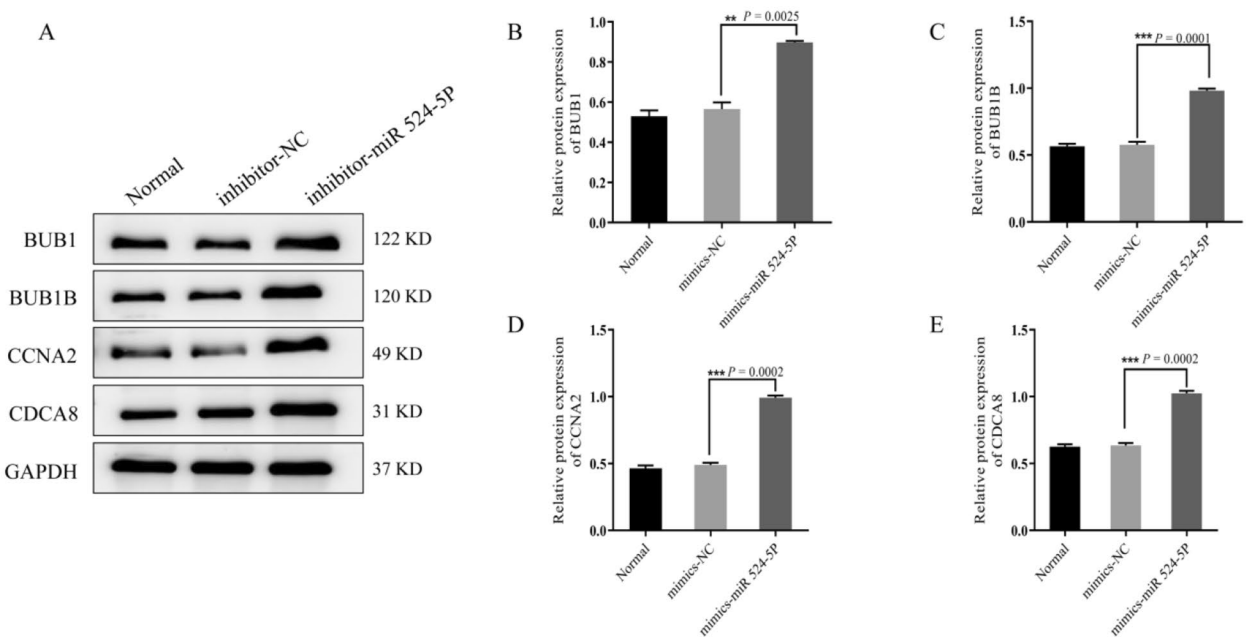 A
Normal
inhibitor-NC
inhibitor-miR 524-5P
BUB1
122 KD
BUB1B
120 KD
CCNA2
49 KD
CDCA8
31 KD
GAPDH
37 KD
B
Relative protein expression
of BUB1
1.0
0.8
0.6
0.4
0.2
0.0
** P = 0.0025
Normal
mimics-NC
mimics-miR 524-5P
C
Relative protein expression
of BUB1B
1.5
1.0
0.5
0.0
*** P = 0.0001
Normal
mimics-NC
mimics-miR 524-5P
D
Relative protein expression
of CCNA2
1.5
1.0
0.5
0.0
*** P = 0.0002
Normal
mimics-NC
mimics-miR 524-5P
E
Relative protein expression
of CDCA8
1.5
1.0
0.5
0.0
*** P = 0.0002
Normal
mimics-NC
mimics-miR 524-5P